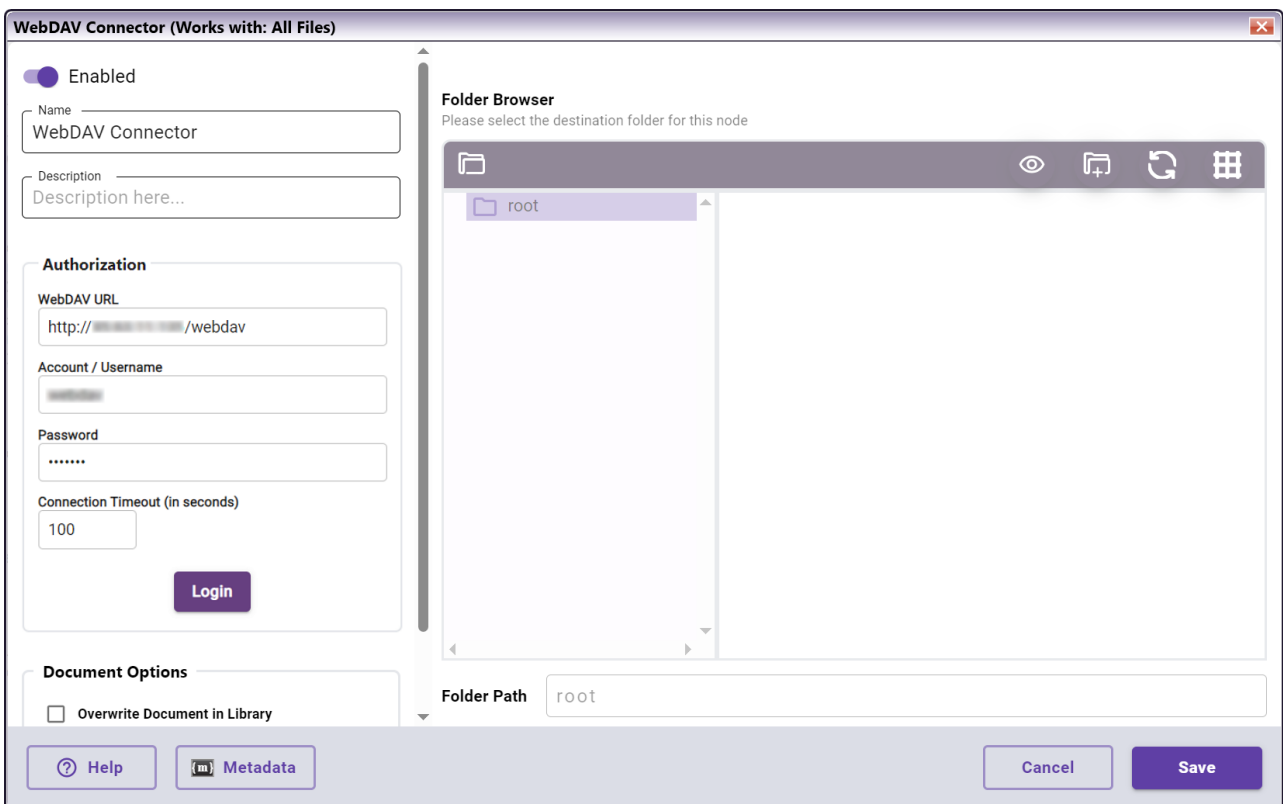 WebDAV Connector (Works with: All Files)
Enabled
Name
WebDAV Connector
Description
Description here...
Authorization
WebDAV URL
http:// /webdav
Account / Username
Password
•••••••
Connection Timeout (in seconds)
100
Login
Document Options
Overwrite Document in Library
Folder Browser
Please select the destination folder for this node
root
Folder Path
root
Help
{m} Metadata
Cancel
Save